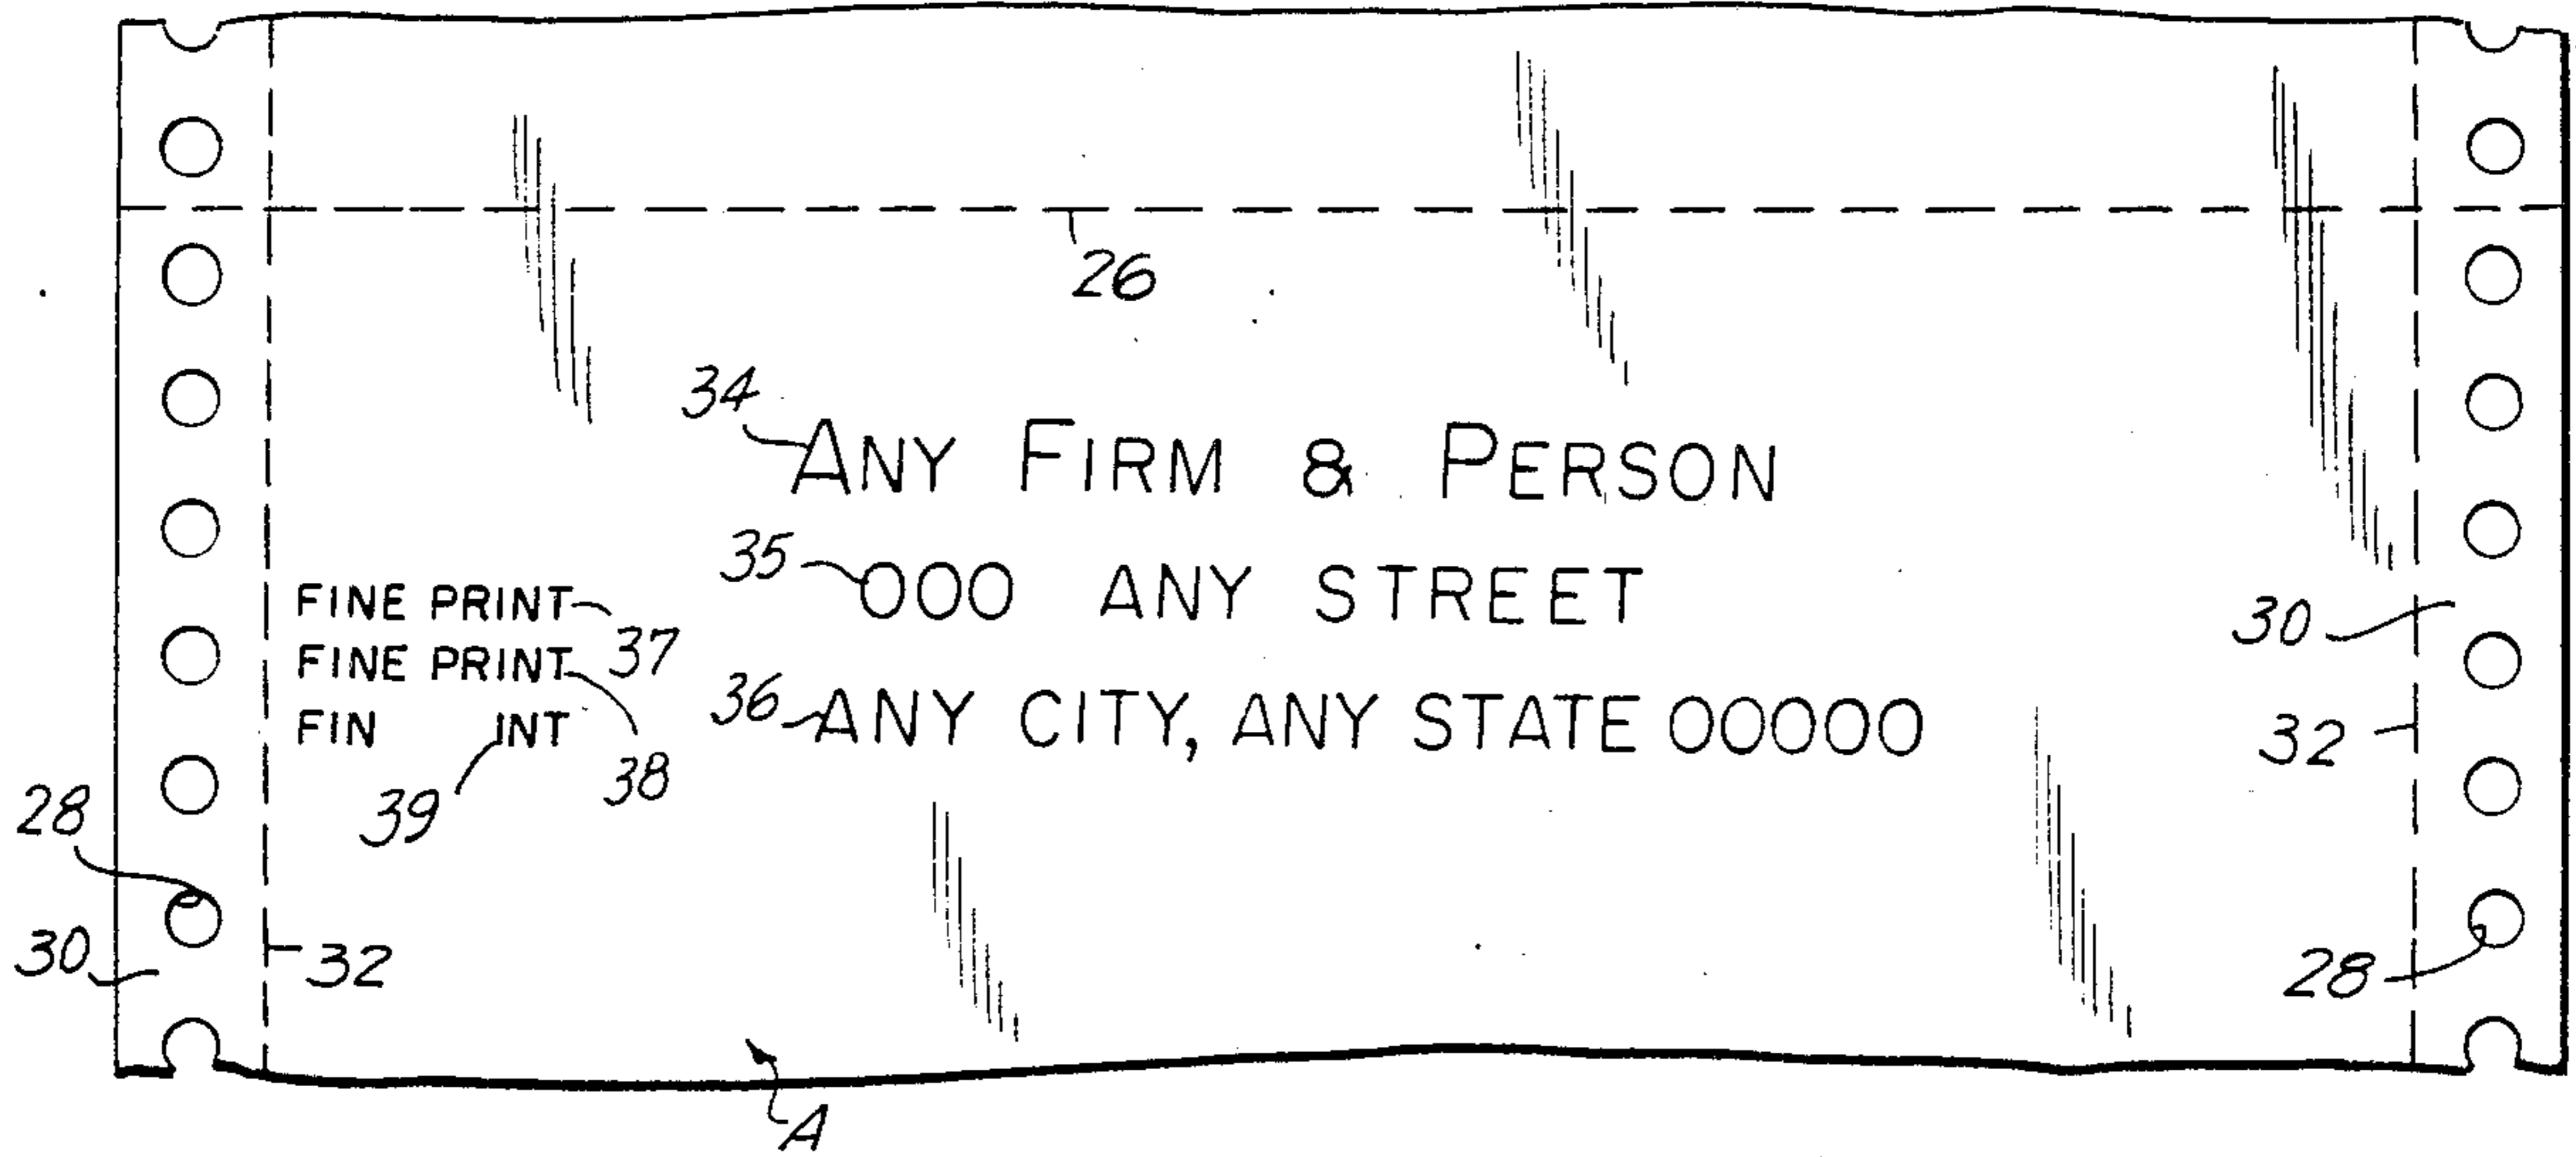 26
34
ANY FIRM & PERSON
35
000 ANY STREET
FINE PRINT
37
30
FINE PRINT
36
ANY CITY, ANY STATE 00000
FIN INT
32
39
38
28
30
32
28
A